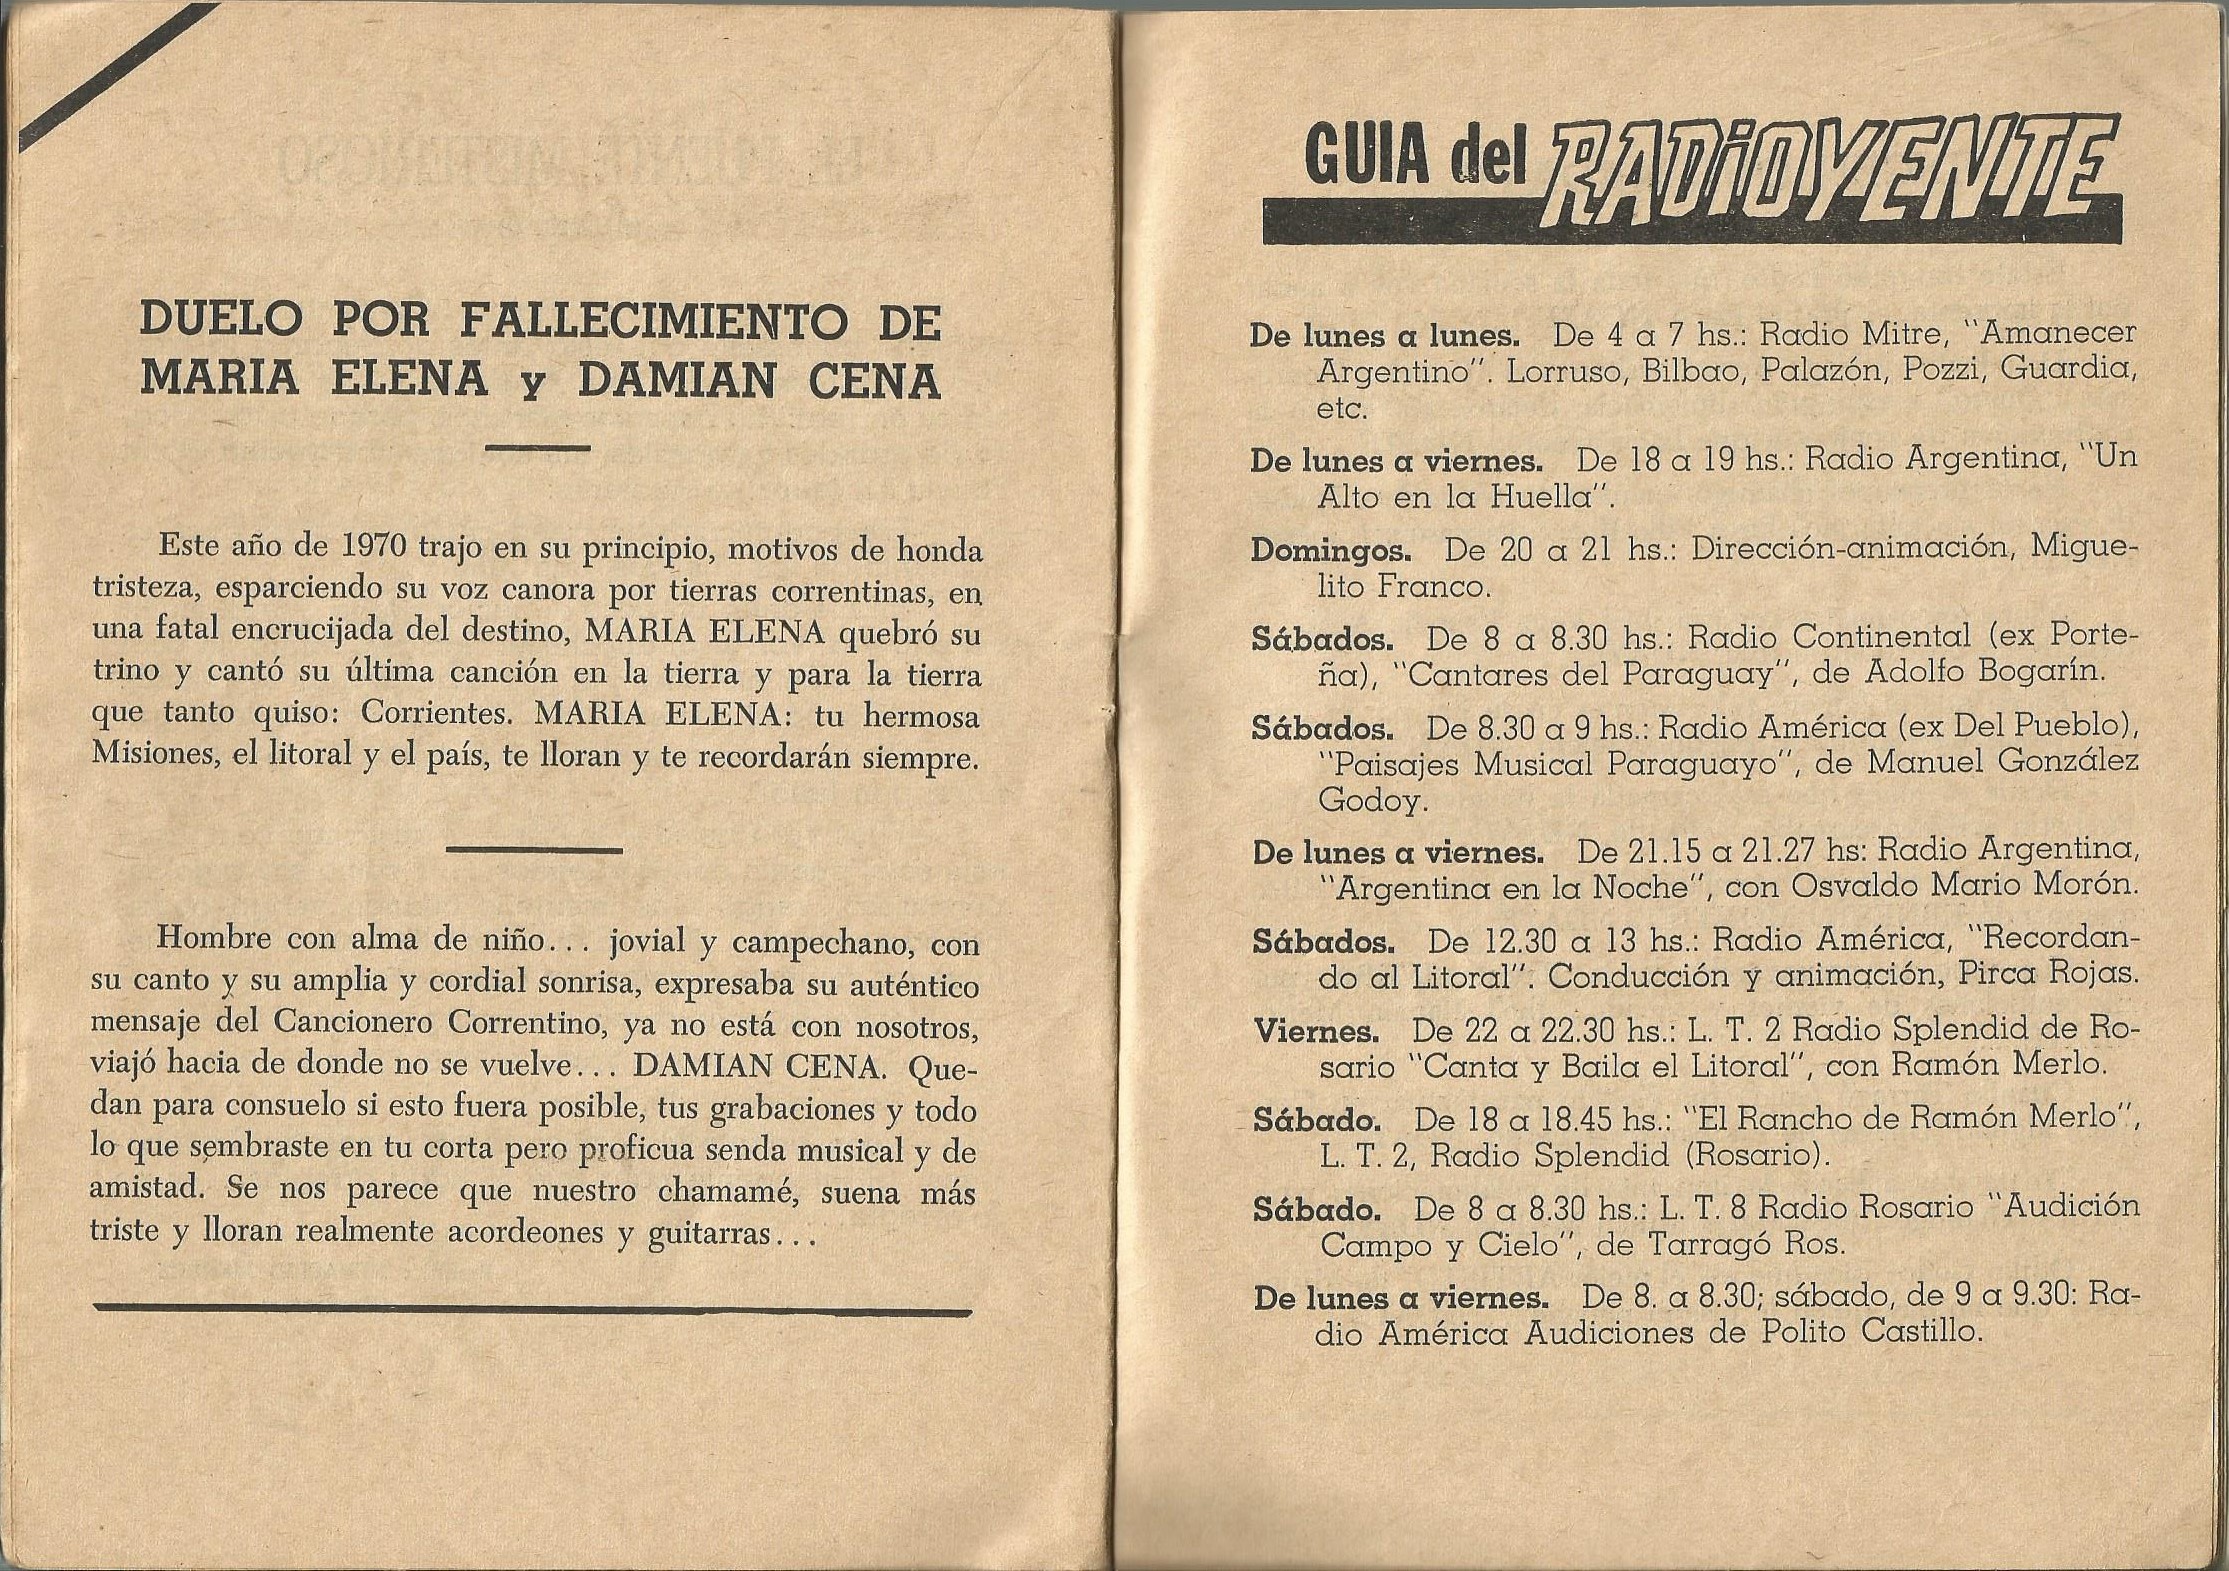 DUELO POR FALLECIMIENTO DE
MARIA ELENA y DAMIAN CENA
Este año de 1970 trajo en su principio, motivos de honda
tristeza, esparciendo su voz canora por tierras correntinas, en
una fatal encrucijada del destino, MARIA ELENA quebró su
trino y cantó su última canción en la tierra y para la tierra
que tanto quiso: Corrientes. MARIA ELENA: tu hermosa
Misiones, el litoral y el país, te lloran y te recordarán siempre.
Hombre con alma de niño... jovial y campechano, con
su canto y su amplia y cordial sonrisa, expresaba su auténtico
mensaje del Cancionero Correntino, ya no está con nosotros,
viajó hacia de donde no se vuelve... DAMIAN CENA. Que-
dan para consuelo si esto fuera posible, tus grabaciones y todo
lo que sembraste en tu corta pero proficua senda musical y de
amistad. Se nos parece que nuestro chamamé, suena más
triste y lloran realmente acordeones y guitarras...
GUIA del RADiOYENTE
De lunes a lunes. De 4 a 7 hs.: Radio Mitre, "Amanecer
Argentino". Lorruso, Bilbao, Palazón, Pozzi, Guardia,
etc.
De lunes a viernes. De 18 a 19 hs.: Radio Argentina, "Un
Alto en la Huella".
Domingos. De 20 a 21 hs.: Dirección-animación, Migue-
lito Franco.
Sábados. De 8 a 8.30 hs.: Radio Continental (ex Porte-
ña), "Cantares del Paraguay", de Adolfo Bogarín.
Sábados. De 8.30 a 9 hs.: Radio América (ex Del Pueblo),
"Paisajes Musical Paraguayo", de Manuel González
Godoy.
De lunes a viernes. De 21.15 a 21.27 hs: Radio Argentina,
"Argentina en la Noche", con Osvaldo Mario Morón.
Sábados. De 12.30 a 13 hs.: Radio América, "Recordan-
do al Litoral". Conducción y animación, Pirca Rojas.
Viernes. De 22 a 22.30 hs.: L. T. 2 Radio Splendid de Ro-
sario "Canta y Baila el Litoral", con Ramón Merlo.
Sábado. De 18 a 18.45 hs.: "El Rancho de Ramón Merlo",
L. T. 2, Radio Splendid (Rosario).
Sábado. De 8 a 8.30 hs.: L. T. 8 Radio Rosario "Audición
Campo y Cielo", de Tarragó Ros.
De lunes a viernes. De 8. a 8.30; sábado, de 9 a 9.30: Ra-
dio América Audiciones de Polito Castillo.